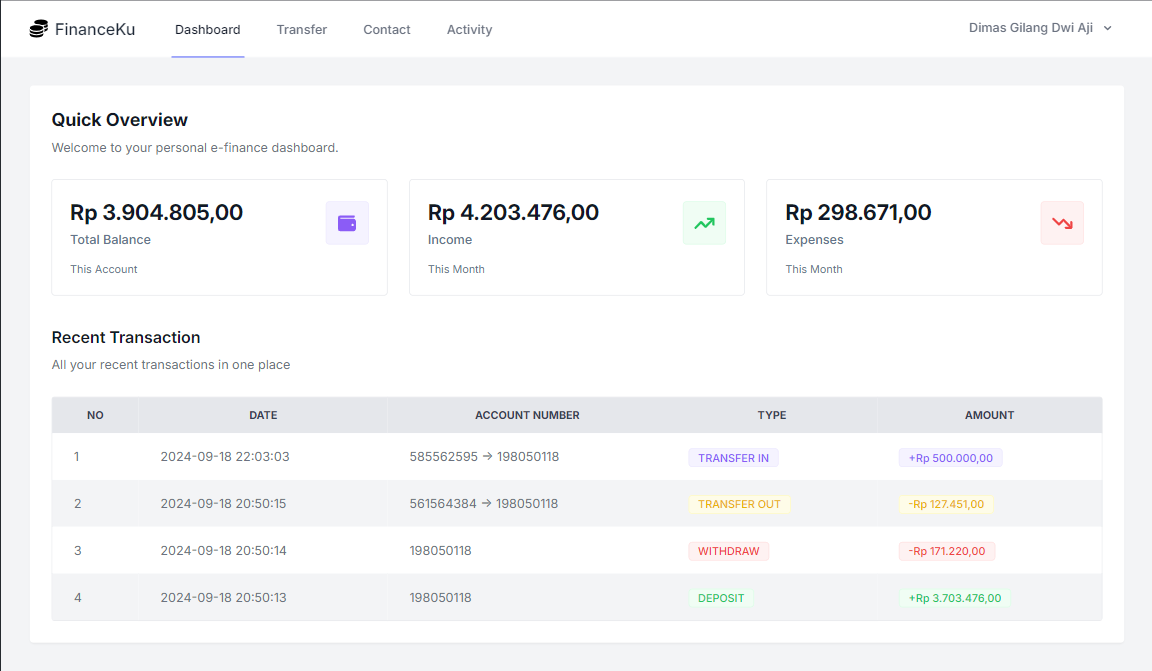 FinanceKu Dashboard Transfer Contact Activity Dimas Gilang Dwi Aji
Quick Overview
Welcome to your personal e-finance dashboard.
Rp 3.904.805,00
Total Balance
This Account
Rp 4.203.476,00
Income
This Month
Rp 298.671,00
Expenses
This Month
Recent Transaction
All your recent transactions in one place
NO DATE ACCOUNT NUMBER TYPE AMOUNT
1 2024-09-18 22:03:03 585562595 → 198050118 TRANSFER IN +Rp 500.000,00
2 2024-09-18 20:50:15 561564384 → 198050118 TRANSFER OUT -Rp 127.451,00
3 2024-09-18 20:50:14 198050118 WITHDRAW -Rp 171.220,00
4 2024-09-18 20:50:13 198050118 DEPOSIT +Rp 3.703.476,00